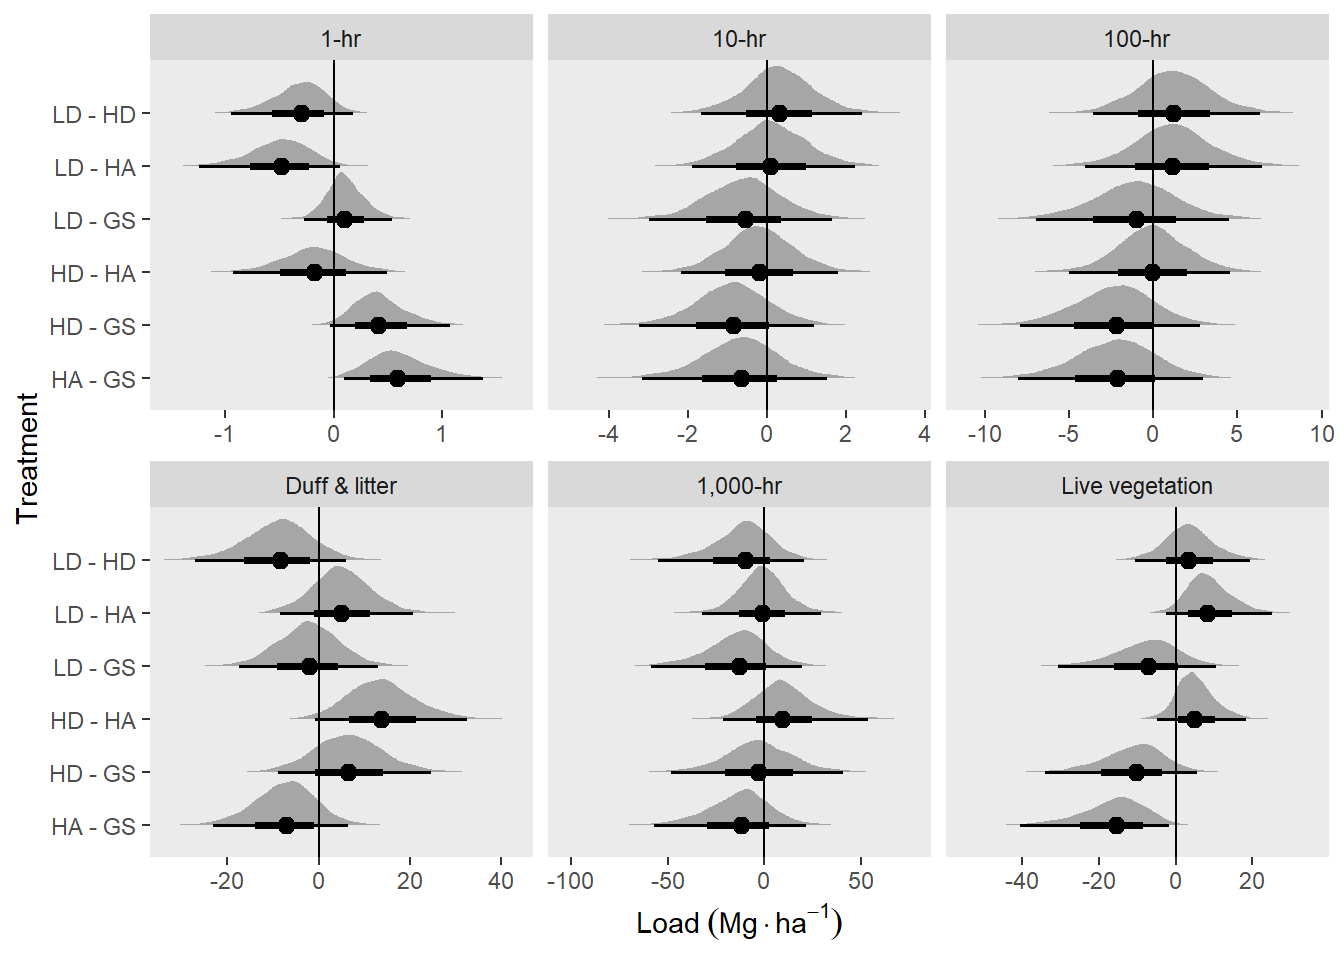 1-hr 10-hr 100-hr
LD - HD
LD - HA
LD - GS
HD - HA
HD - GS
HA - GS
-1 0 1 -4 -2 0 2 4 -10 -5 0 5 10
Treatment
Duff & litter 1,000-hr Live vegetation
LD - HD
LD - HA
LD - GS
HD - HA
HD - GS
HA - GS
-20 0 20 40 -100 -50 0 50 -40 -20 0 20
Load (Mg·ha⁻¹)